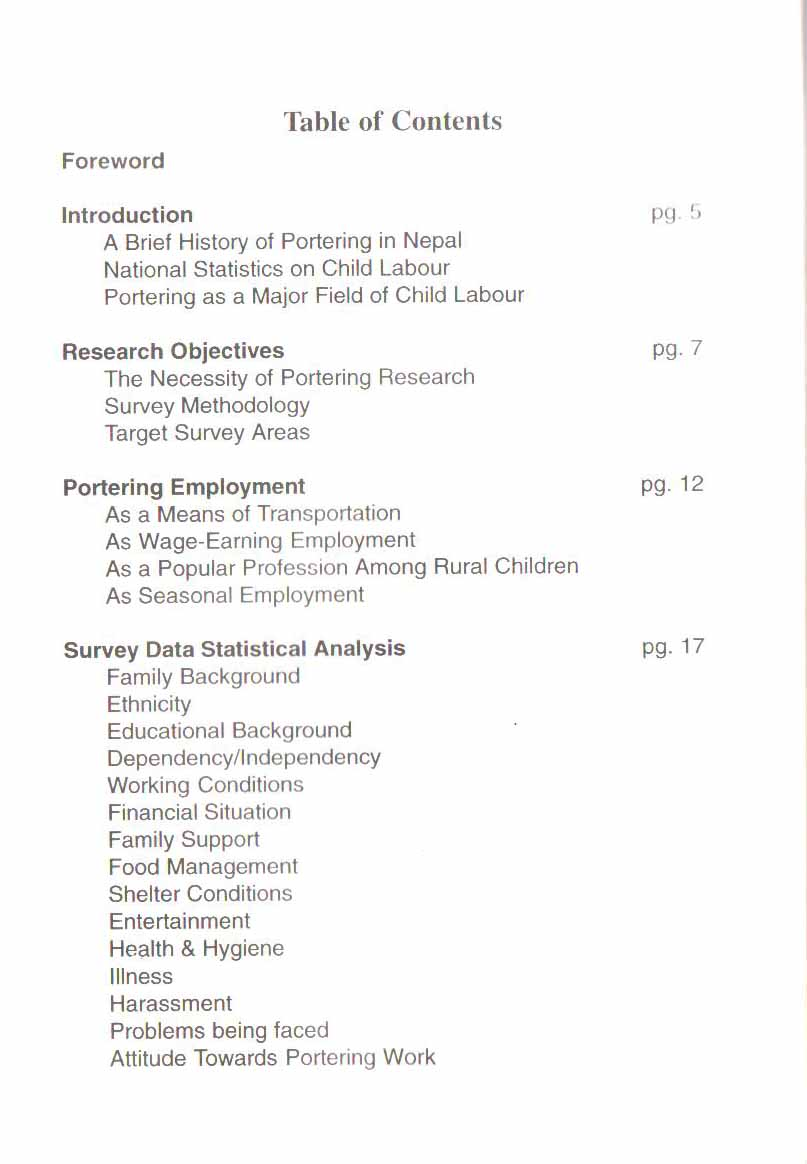 Table of Contents
Foreword
Introduction pg. 5
A Brief History of Portering in Nepal
National Statistics on Child Labour
Portering as a Major Field of Child Labour
Research Objectives pg. 7
The Necessity of Portering Research
Survey Methodology
Target Survey Areas
Portering Employment pg. 12
As a Means of Transportation
As Wage-Earning Employment
As a Popular Profession Among Rural Children
As Seasonal Employment
Survey Data Statistical Analysis pg. 17
Family Background
Ethnicity
Educational Background
Dependency/Independency
Working Conditions
Financial Situation
Family Support
Food Management
Shelter Conditions
Entertainment
Health & Hygiene
Illness
Harassment
Problems being faced
Attitude Towards Portering Work